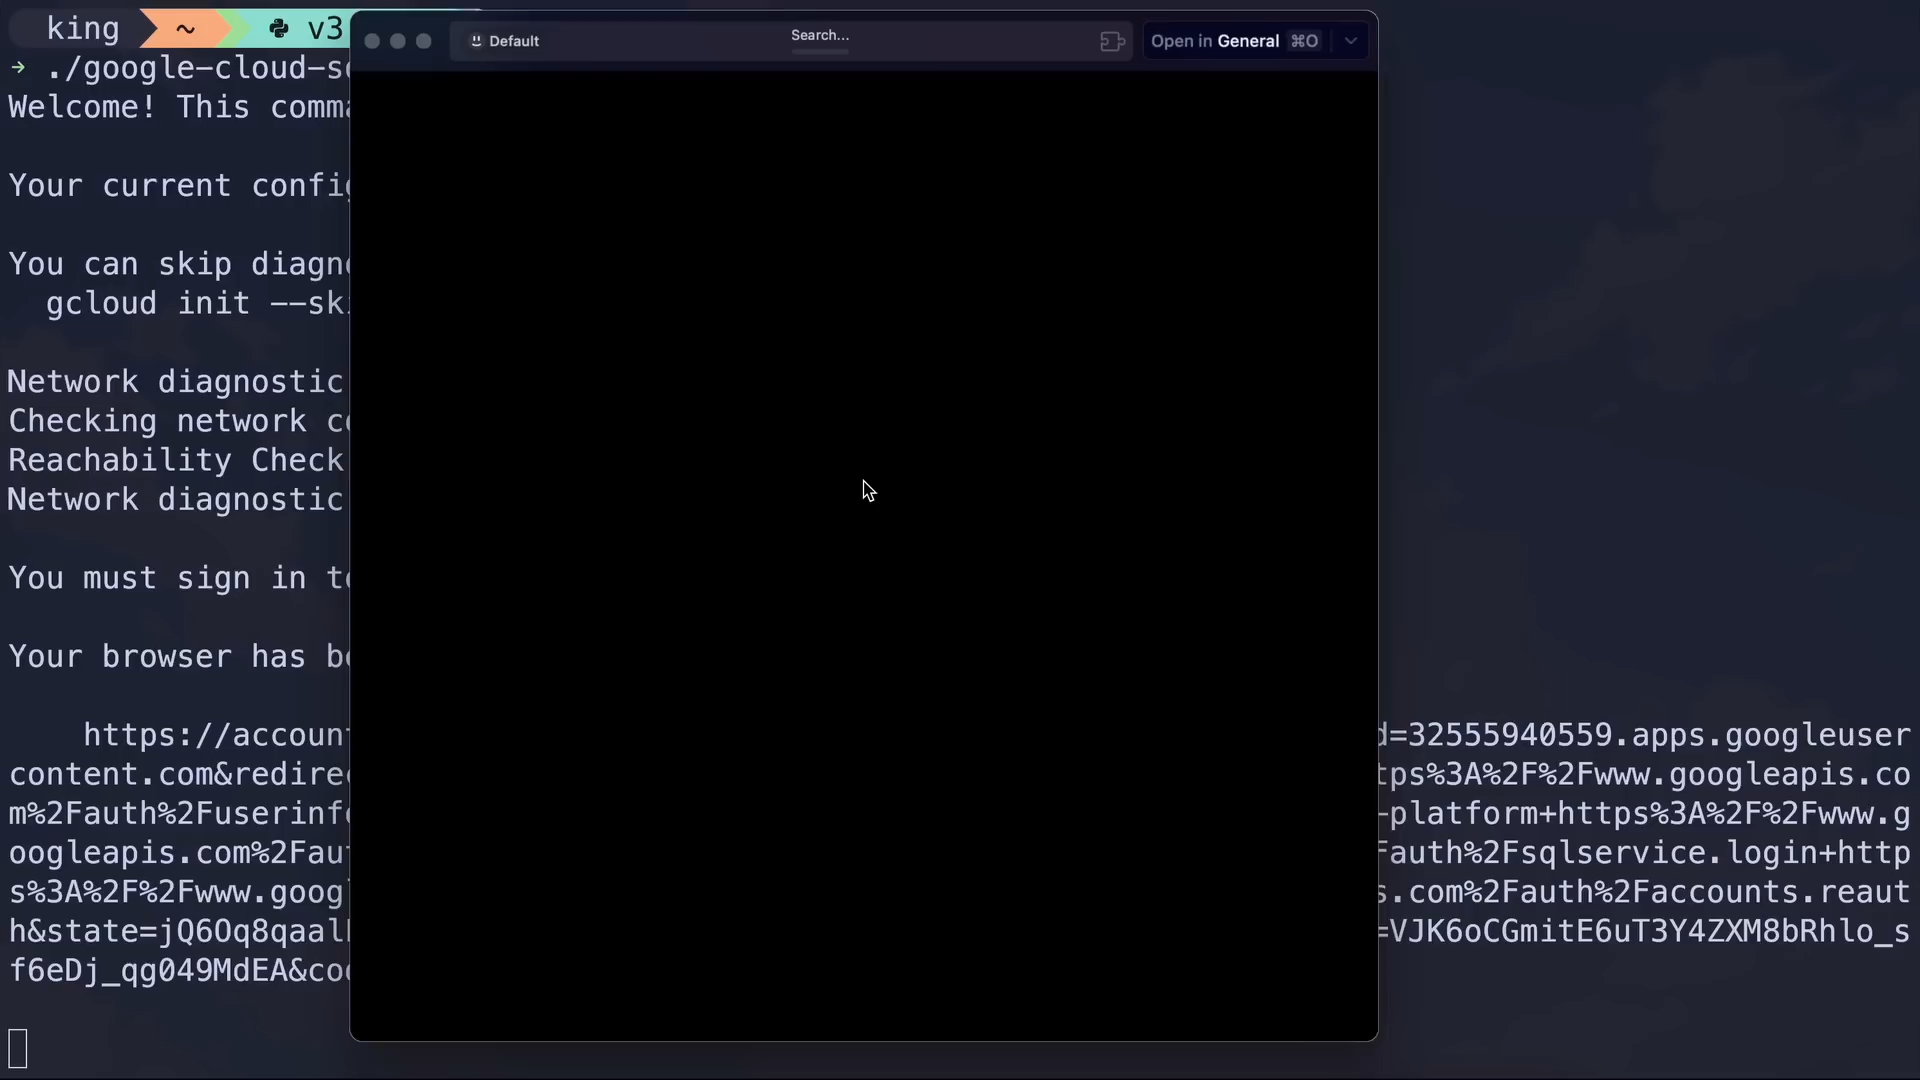 king ~ v3
Default
Search...
Open in General ⌘O
→ ./google-cloud-s
Welcome! This comm
Your current config
You can skip diagn
gcloud init --sk
Network diagnostic
Checking network c
Reachability Check
Network diagnostic
You must sign in t
Your browser has b
https://accoun d=32555940559.apps.googleuser
content.com&redire tps%3A%2F%2Fwww.googleapis.co
m%2Fauth%2Fuserinf -platform+https%3A%2F%2Fwww.g
oogleapis.com%2Fau Fauth%2Fsqlservice.login+http
s%3A%2F%2Fwww.goog s.com%2Fauth%2Faccounts.reaut
h&state=jQ6Oq8qaal =VJK6oCGmitE6uT3Y4ZXM8bRhlo_s
f6eDj_qg049MdEA&co